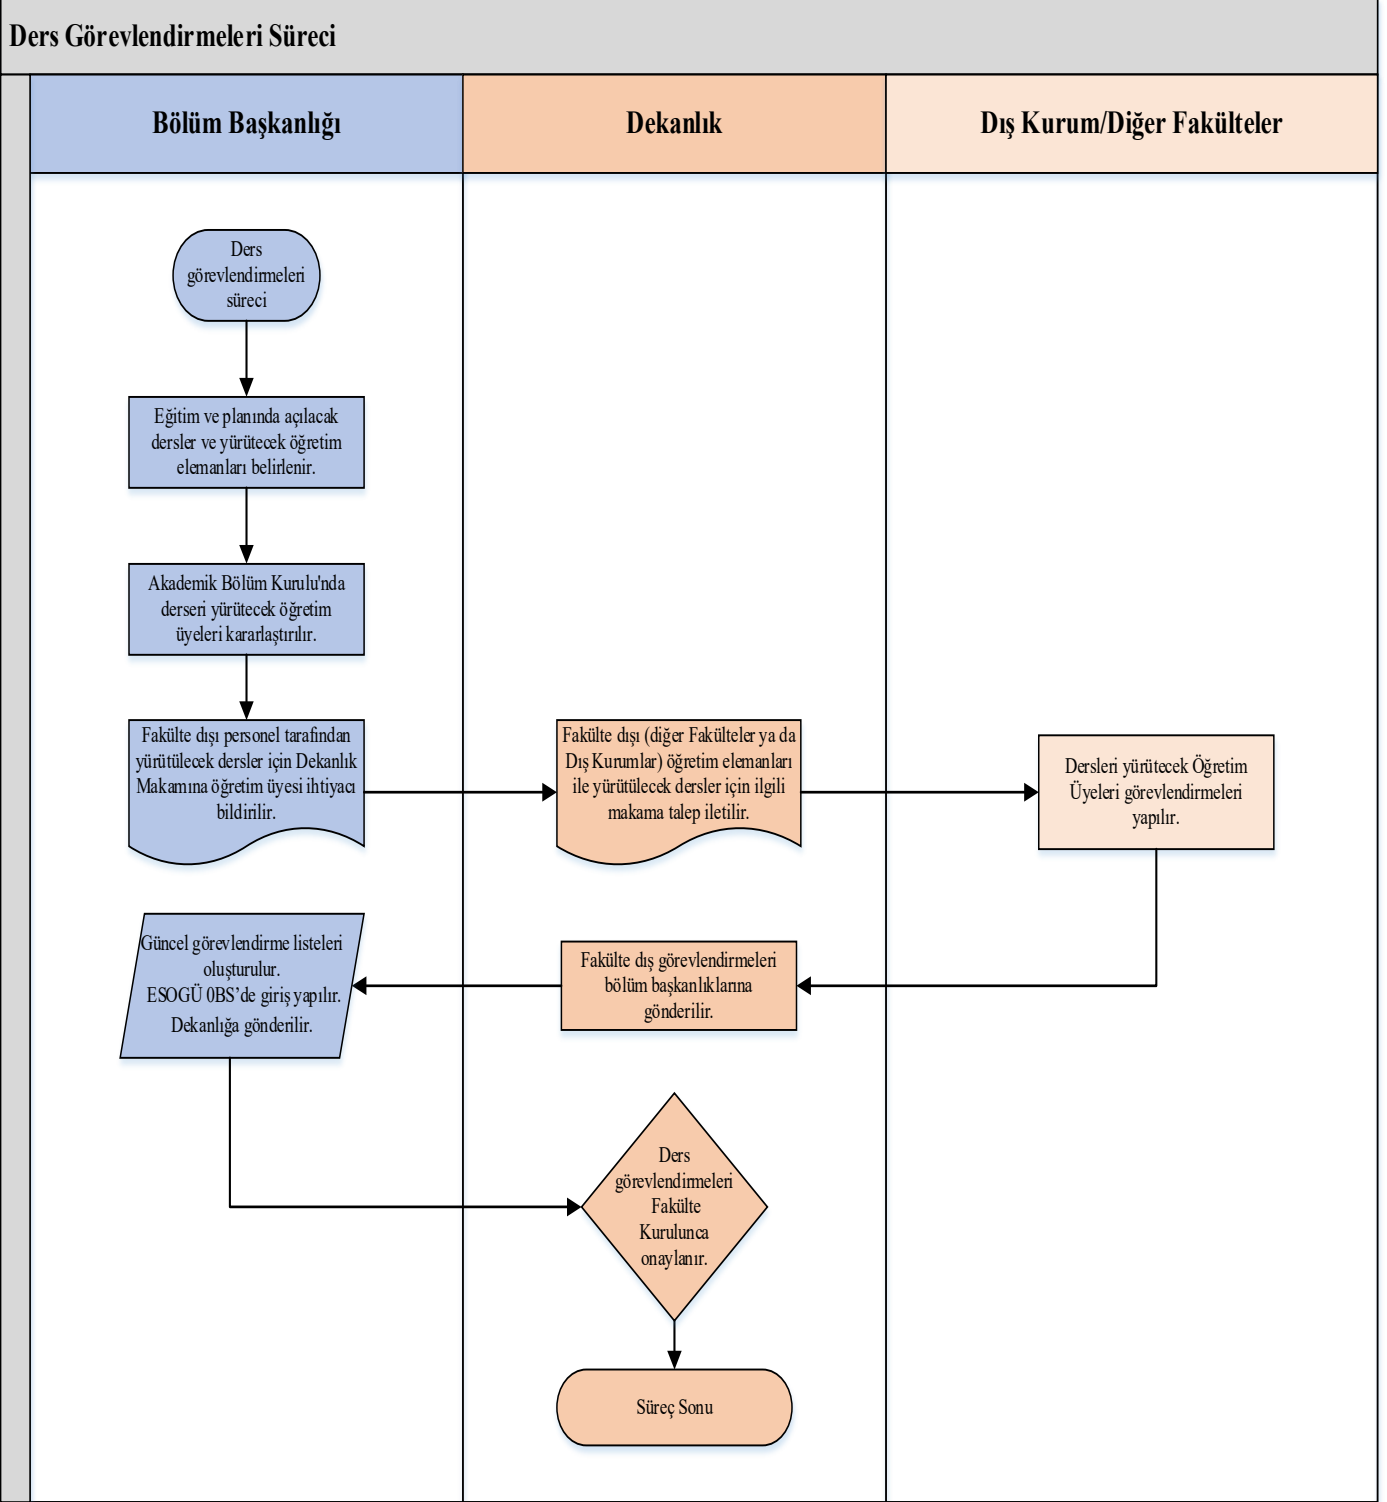 Ders Görevlendirmeleri Süreci
Bölüm Başkanlığı
Dekanlık
Dış Kurum/Diğer Fakülteler
Ders
görevlendirmeleri
süreci
Eğitim ve planında açılacak
dersler ve yürütecek öğretim
elemanları belirlenir.
Akademik Bölüm Kurulu'nda
derseri yürütecek öğretim
üyeleri kararlaştırılır.
Fakülte dışı personel tarafından
yürütülecek dersler için Dekanlık
Makamına öğretim üyesi ihtiyacı
bildirilir.
Fakülte dışı (diğer Fakülteler ya da
Dış Kurumlar) öğretim elemanları
ile yürütülecek dersler için ilgili
makama talep iletilir.
Dersleri yürütecek Öğretim
Üyeleri görevlendirmeleri
yapılır.
Fakülte dış görevlendirmeleri
bölüm başkanlıklarına
gönderilir.
Güncel görevlendirme listeleri
oluşturulur.
ESOGÜ 0BS’de giriş yapılır.
Dekanlığa gönderilir.
Ders
görevlendirmeleri
Fakülte
Kurulunca
onaylanır.
Süreç Sonu